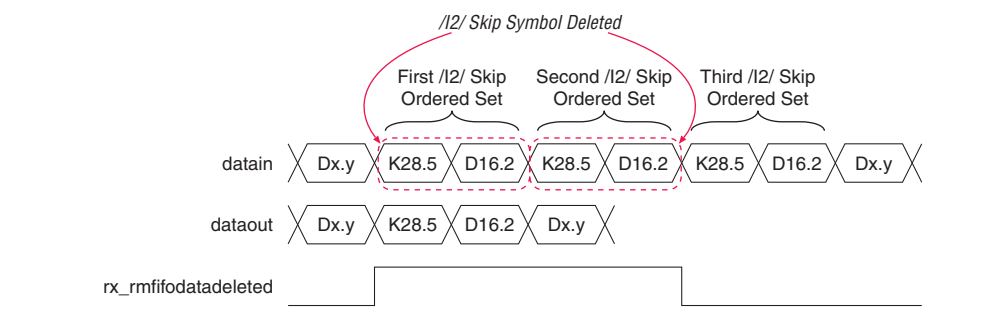 /I2/ Skip Symbol Deleted
First /I2/ Skip Ordered Set
Second /I2/ Skip Ordered Set
Third /I2/ Skip Ordered Set
datain Dx.y K28.5 D16.2 K28.5 D16.2 K28.5 D16.2 Dx.y
dataout Dx.y K28.5 D16.2 Dx.y
rx_rmfifodatadeleted